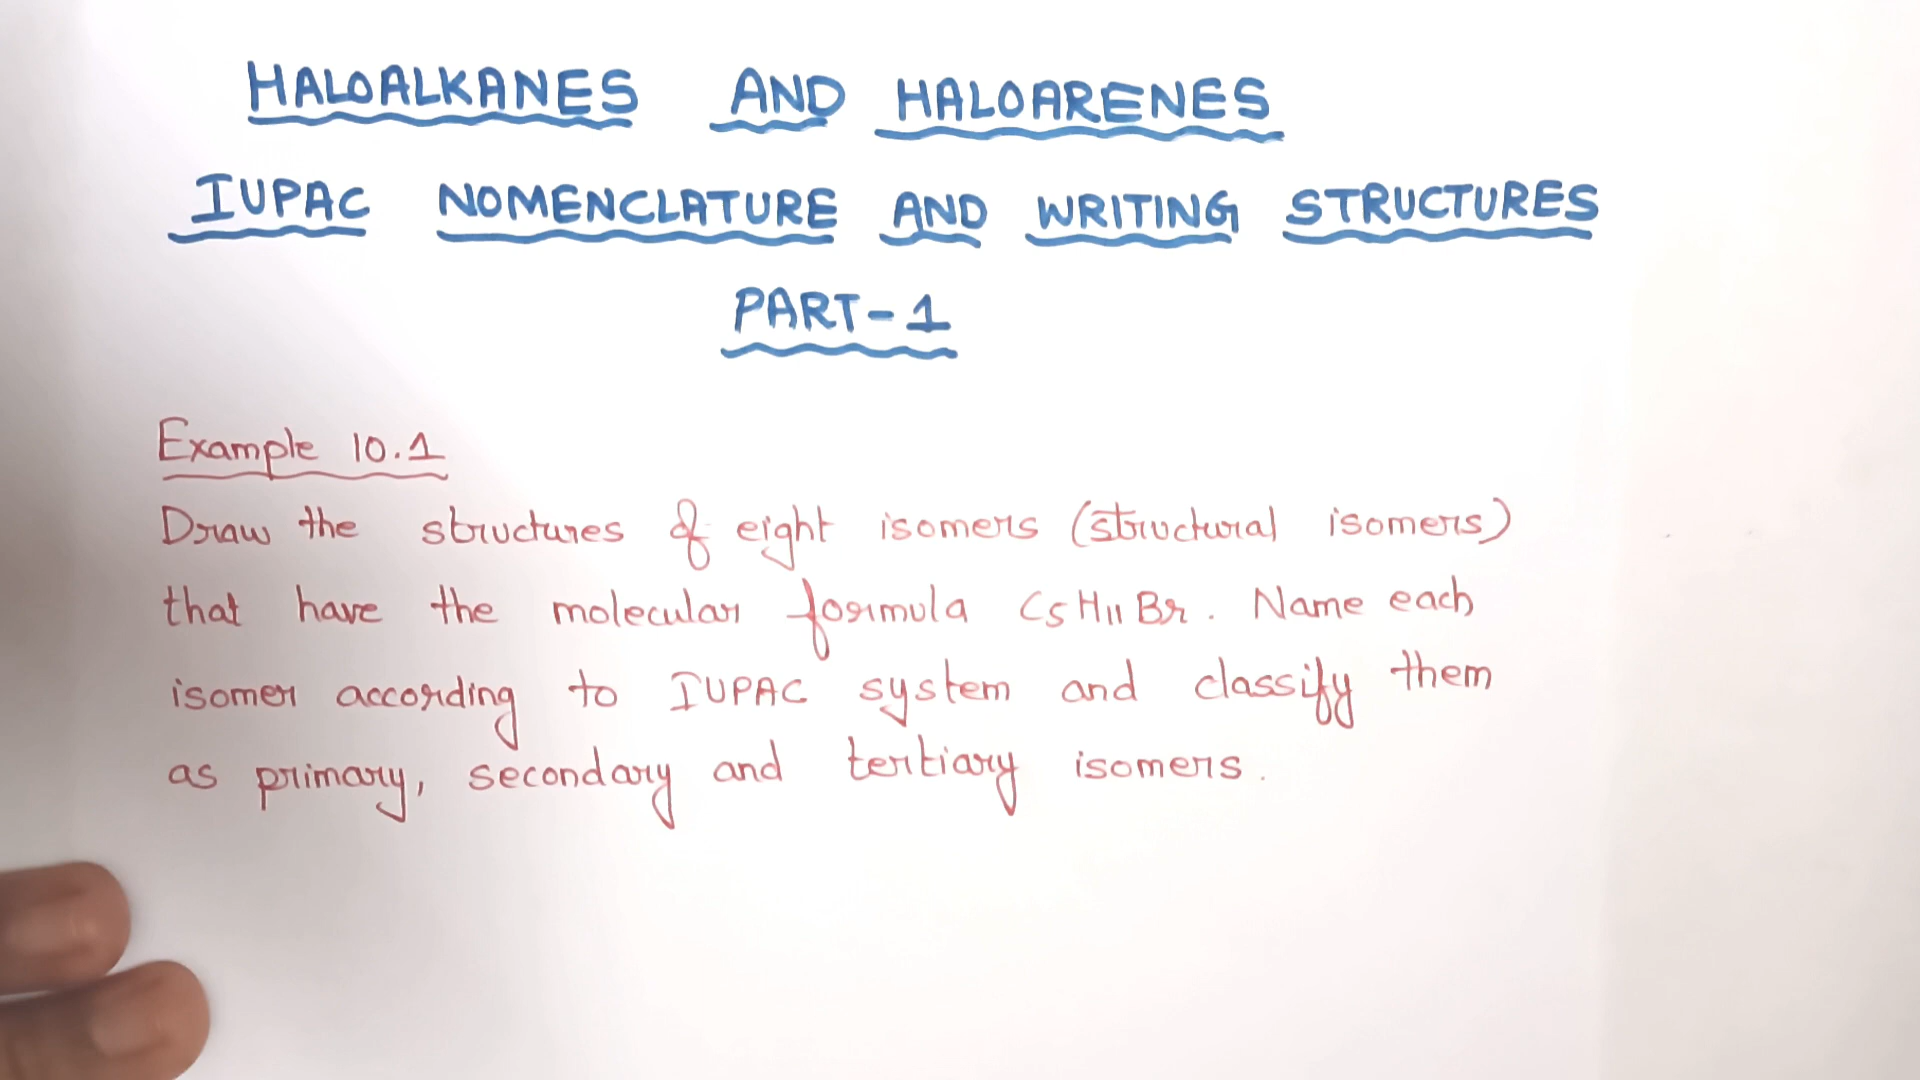 HALOALKANES AND HALOARENES
IUPAC NOMENCLATURE AND WRITING STRUCTURES
PART-1
Example 10.1
Draw the structures of eight isomers (structural isomers)
that have the molecular formula C5H11Br. Name each
isomer according to IUPAC system and classify them
as primary, secondary and tertiary isomers.